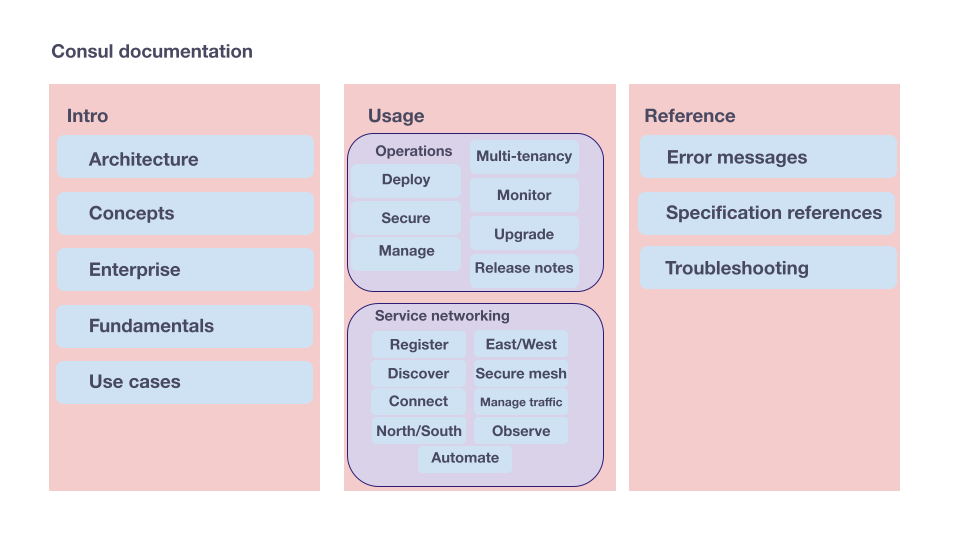 Consul documentation
Intro
Architecture
Concepts
Enterprise
Fundamentals
Use cases
Usage
Operations
Deploy
Secure
Manage
Multi-tenancy
Monitor
Upgrade
Release notes
Service networking
Register
Discover
Connect
North/South
East/West
Secure mesh
Manage traffic
Observe
Automate
Reference
Error messages
Specification references
Troubleshooting